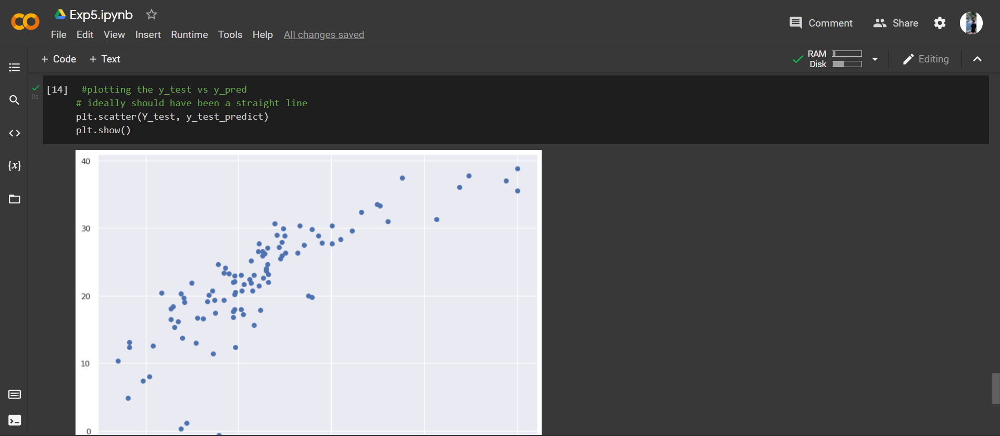 Exp5.ipynb
File Edit View Insert Runtime Tools Help All changes saved
Comment Share
+ Code + Text
RAM
Disk
Editing
0s
[14] #plotting the y_test vs y_pred
# ideally should have been a straight line
plt.scatter(Y_test, y_test_predict)
plt.show()
{x}
40
30
20
10
0